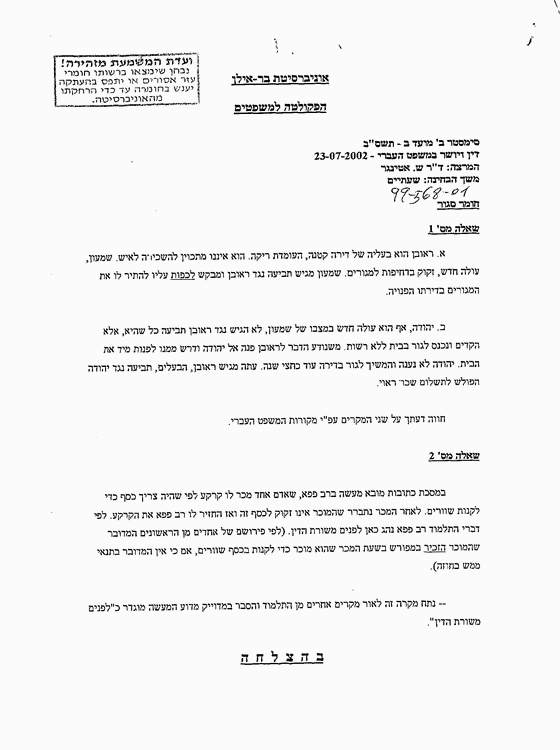 ועדת המשמעת מזהירה!
נבחן שימצאו ברשותו חומרי
עזר אסורים או יתפס בהעתקה
יענש בחומרה עד כדי הרחקתו
מהאוניברסיטה.
אוניברסיטת בר-אילן
הפקולטה למשפטים
סימסטר ב' מיעד ב - תשס"ב
דין ויושר במשפט העברי - 23-07-2002
המרצה: ד"ר ש. אטינגר
משך הבחינה: שעתיים
99-568-01
חומר סגור
שאלה מס' 1
א. ראובן הוא בעליה של דירה קטנה, העומדת ריקה. הוא איננו מתכוין להשכירה לאיש. שמעון,
עולה חדש, זקוק בדחיפות למגורים. שמעון מגיש תביעה נגד ראובן ומבקש לכפות עליו להתיר לו את
המגורים בדירתו הפנויה.
ב. יהודה, אף הוא עולה חדש במצבו של שמעון, לא הגיש נגד ראובן תביעה כל שהיא, אלא
הקדים ונכנס לגור בבית ללא רשות. משנודע הדבר לראובן פנה אל יהודה ודרש ממנו לפנות מיד את
הבית. יהודה לא נענה והמשיך לגור בדירה עוד כחצי שנה. עתה מגיש ראובן, הבעלים, תביעה נגד יהודה
הפולש לתשלום שכר ראוי.
חווה דעתך על שני המקרים עפ"י מקורות המשפט העברי.
שאלה מס' 2
במסכת כתובות מובא מעשה ברב פפא, שאדם אחד מכר לו קרקע לפי שהיה צריך כסף כדי
לקנות שוורים. לאחר המכר נתברר שהמוכר אינו זקוק לכסף זה ואז החזיר לו רב פפא את הקרקע. לפי
דברי התלמוד רב פפא נהג כאן לפנים משורת הדין. (לפי פירושם של אחדים מן הראשונים המדובר
שהמוכר הזכיר במפורש בשעת המכר שהוא מוכר כדי לקנות בכסף שוורים, אם כי אין המדובר בתנאי
ממש בחוזה).
-- נתח מקרה זה לאור מקרים אחרים מן התלמוד והסבר במדוייק מדוע המעשה מוגדר כ"לפנים
משורת הדין".
ב ה צ ל ח ה